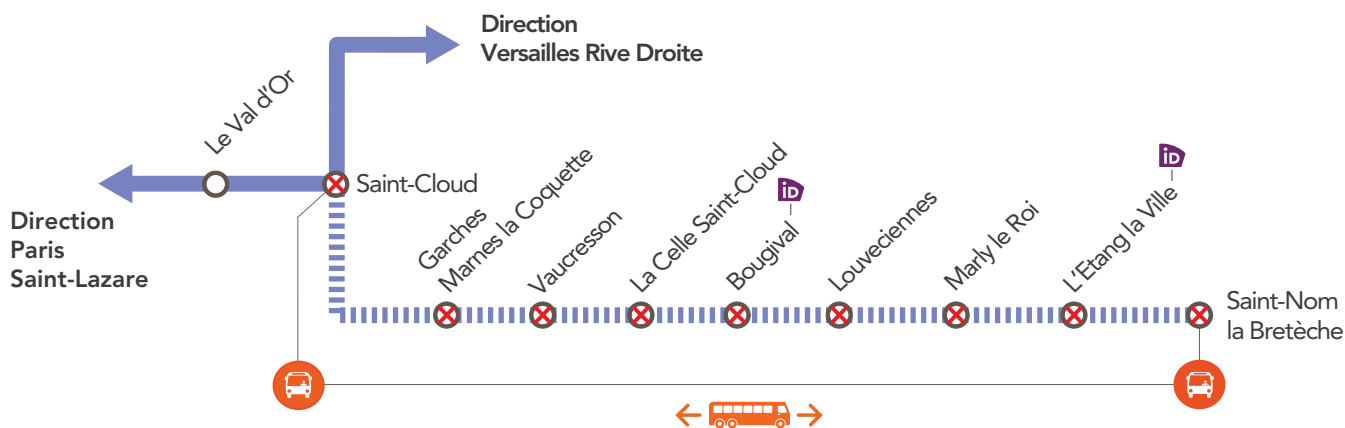 Direction
Versailles Rive Droite
Le Val d'Or
Saint-Cloud
Direction
Paris
Saint-Lazare
Garches
Marnes la Coquette
Vaucresson
La Celle Saint-Cloud
iD
Bougival
Louveciennes
Marly le Roi
iD
L'Etang la Ville
Saint-Nom
la Bretèche